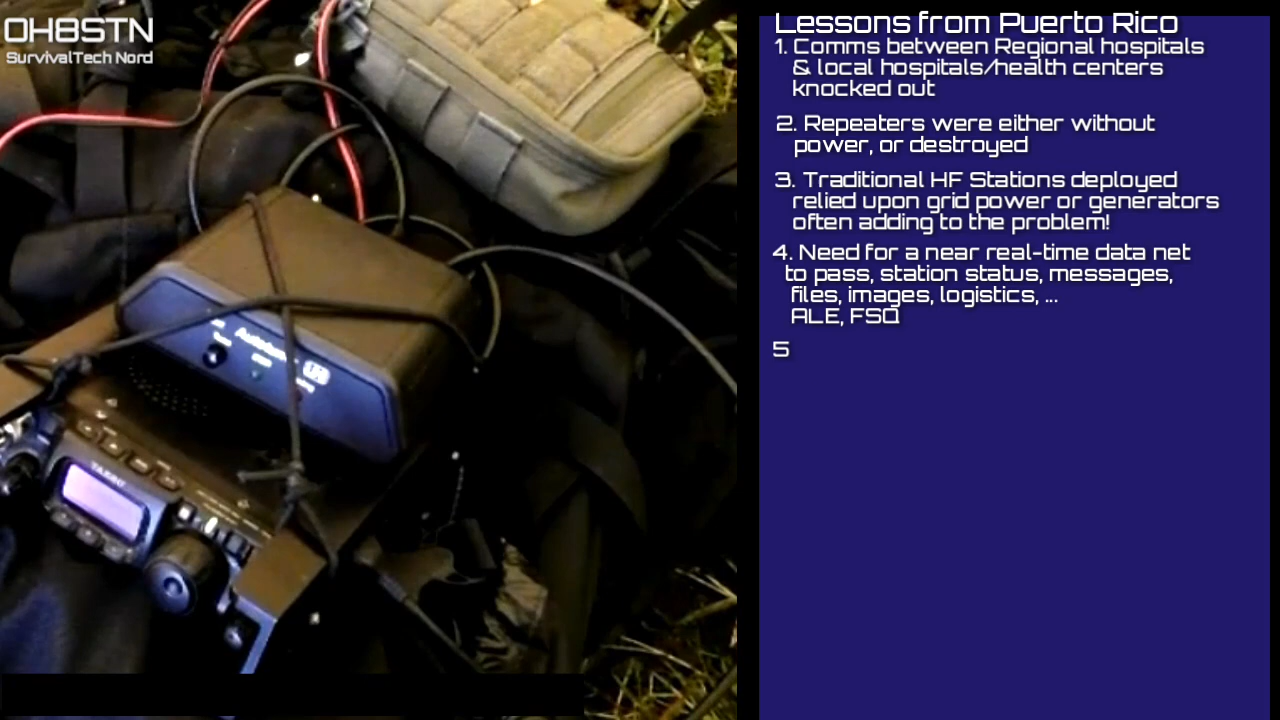 OH8STN
SurvivalTech Nord
Lessons from Puerto Rico
1. Comms between Regional hospitals
& local hospitals/health centers
knocked out
2. Repeaters were either without
power, or destroyed
3. Traditional HF Stations deployed
relied upon grid power or generators
often adding to the problem!
4. Need for a near real-time data net
to pass, station status, messages,
files, images, logistics, ...
ALE, FSQ
5
YAESU